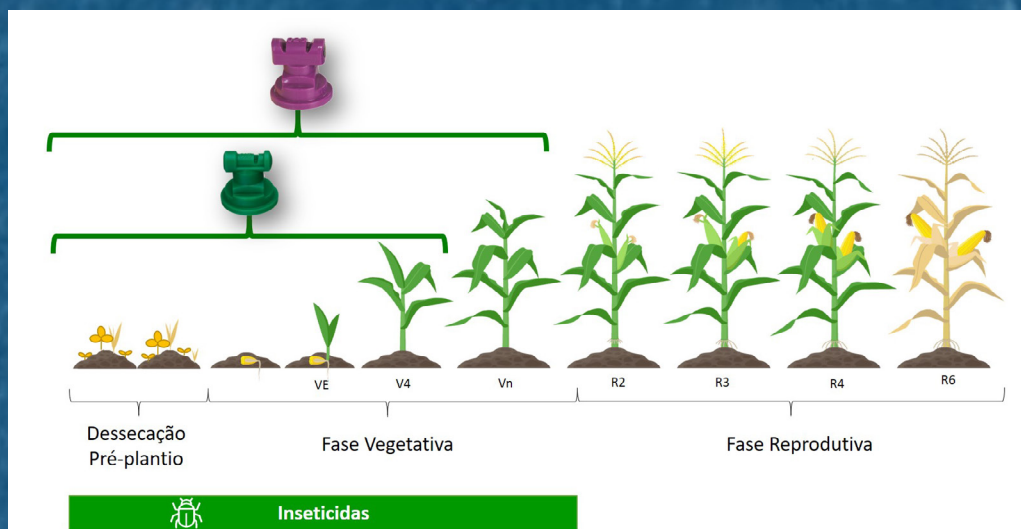 VE
V4
Vn
R2
R3
R4
R6
Dessecação
Pré-plantio
Fase Vegetativa
Fase Reprodutiva
Inseticidas